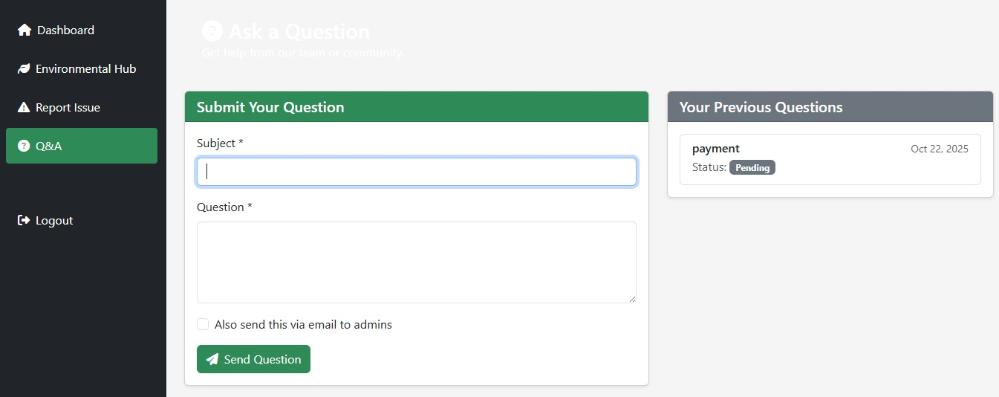 Dashboard
Environmental Hub
Report Issue
Q&A
Logout
Ask a Question
Get help from our team or community.
Submit Your Question
Subject *
Question *
Also send this via email to admins
Send Question
Your Previous Questions
payment Oct 22, 2025
Status: Pending